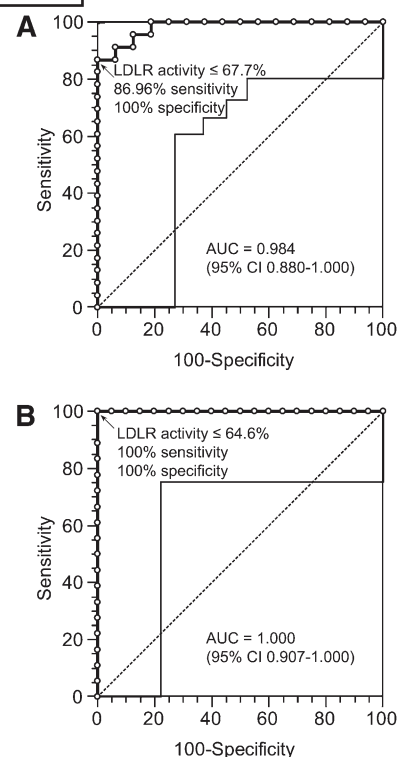 A
100
80
60
40
20
0
Sensitivity
LDLR activity ≤ 67.7%
86.96% sensitivity
100% specificity
AUC = 0.984
(95% CI 0.880-1.000)
0 20 40 60 80 100
100-Specificity
B
100
80
60
40
20
0
Sensitivity
LDLR activity ≤ 64.6%
100% sensitivity
100% specificity
AUC = 1.000
(95% CI 0.907-1.000)
0 20 40 60 80 100
100-Specificity